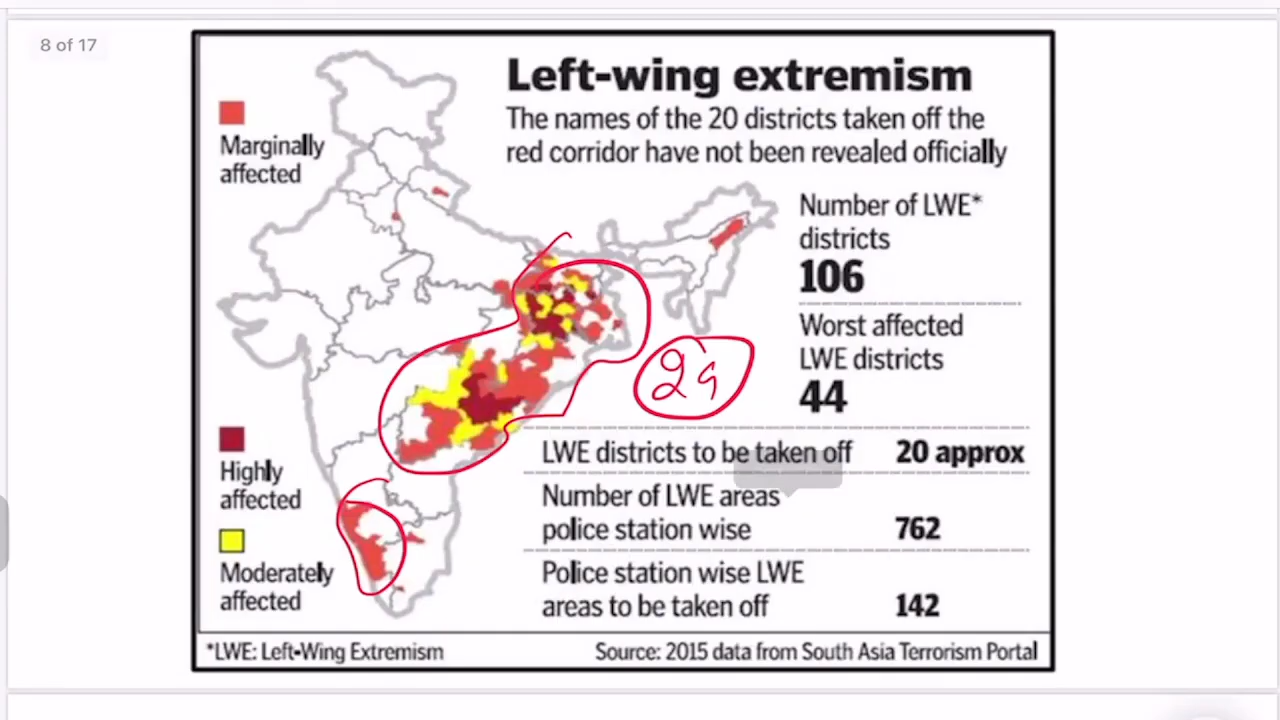 8 of 17
Left-wing extremism
The names of the 20 districts taken off the
red corridor have not been revealed officially
Marginally
affected
Number of LWE*
districts
106
Worst affected
LWE districts
44
Highly
affected
Moderately
affected
LWE districts to be taken off 20 approx
Number of LWE areas
police station wise 762
Police station wise LWE
areas to be taken off 142
*LWE: Left-Wing Extremism Source: 2015 data from South Asia Terrorism Portal